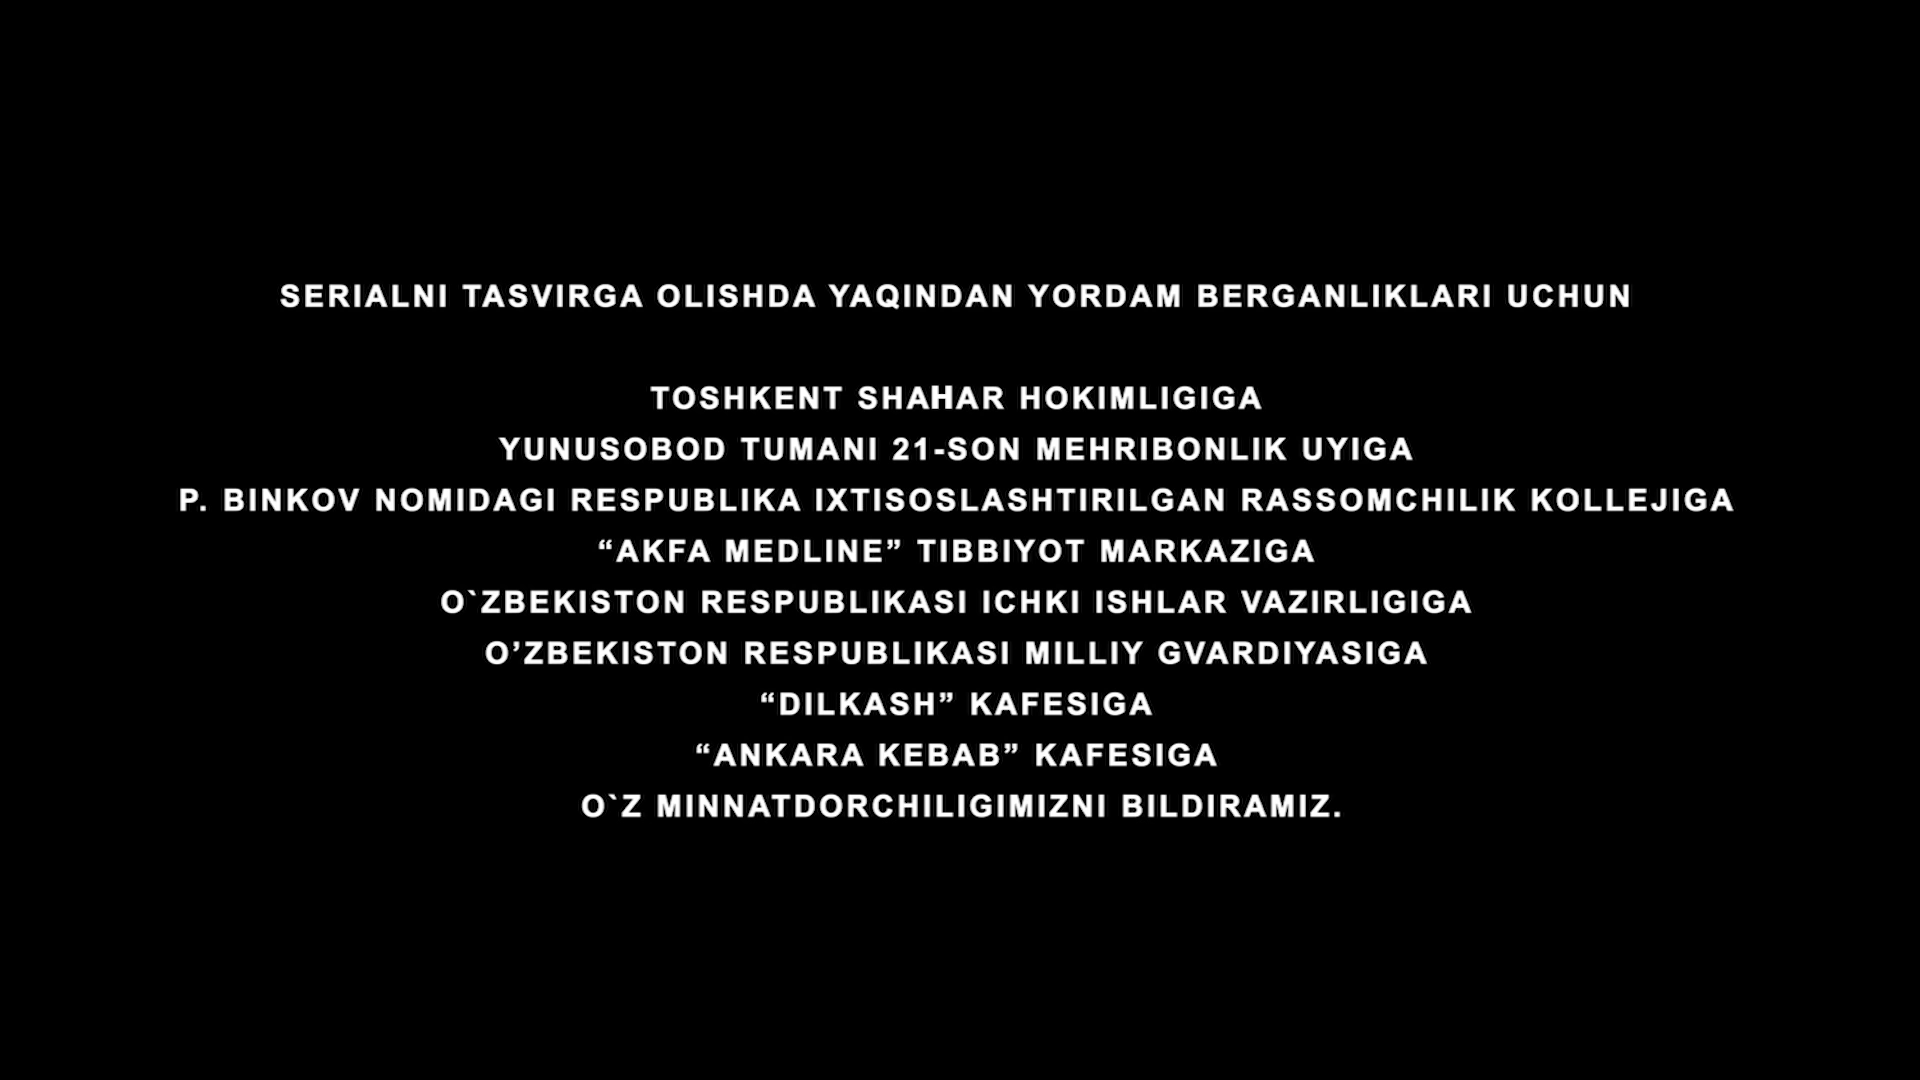 SERIALNI TASVIRGA OLISHDA YAQINDAN YORDAM BERGANLIKLARI UCHUN
TOSHKENT SHAHAR HOKIMLIGIGA
YUNUSOBOD TUMANI 21-SON MEHRIBONLIK UYIGA
P. BINKOV NOMIDAGI RESPUBLIKA IXTISOSLASHTIRILGAN RASSOMCHILIK KOLLEJIGA
“AKFA MEDLINE” TIBBIYOT MARKAZIGA
O`ZBEKISTON RESPUBLIKASI ICHKI ISHLAR VAZIRLIGIGA
O’ZBEKISTON RESPUBLIKASI MILLIY GVARDIYASIGA
“DILKASH” KAFESIGA
“ANKARA KEBAB” KAFESIGA
O`Z MINNATDORCHILIGIMIZNI BILDIRAMIZ.